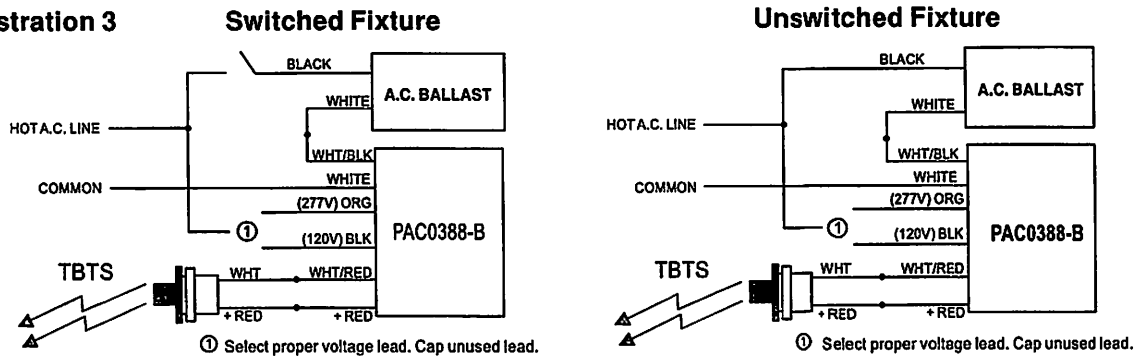 stration 3
Switched Fixture
BLACK
A.C. BALLAST
WHITE
HOT A.C. LINE
WHT/BLK
WHITE
COMMON
(277V) ORG
①
PAC0388-B
(120V) BLK
TBTS
WHT
WHT/RED
+ RED
+ RED
① Select proper voltage lead. Cap unused lead.
Unswitched Fixture
BLACK
A.C. BALLAST
WHITE
HOT A.C. LINE
WHT/BLK
WHITE
COMMON
(277V) ORG
①
PAC0388-B
(120V) BLK
TBTS
WHT
WHT/RED
+ RED
+ RED
① Select proper voltage lead. Cap unused lead.